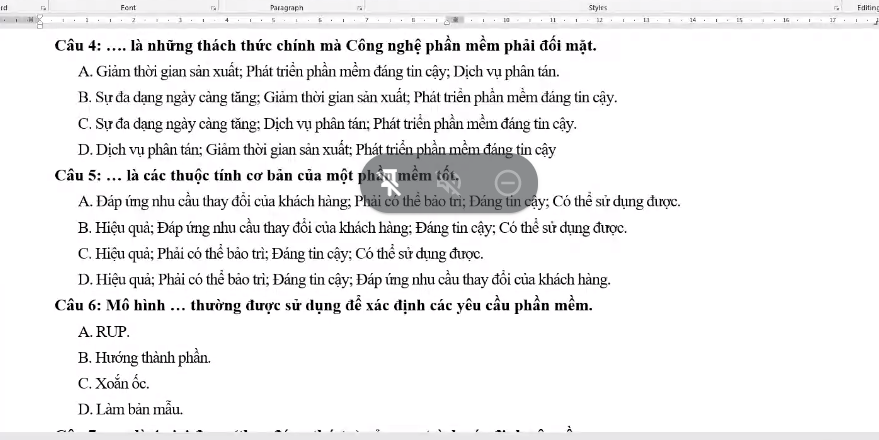 rd Font Paragraph Styles Editing
Câu 4: …. là những thách thức chính mà Công nghệ phần mềm phải đối mặt.
A. Giảm thời gian sản xuất; Phát triển phần mềm đáng tin cậy; Dịch vụ phân tán.
B. Sự đa dạng ngày càng tăng; Giảm thời gian sản xuất; Phát triển phần mềm đáng tin cậy.
C. Sự đa dạng ngày càng tăng; Dịch vụ phân tán; Phát triển phần mềm đáng tin cậy.
D. Dịch vụ phân tán; Giảm thời gian sản xuất; Phát triển phần mềm đáng tin cậy
Câu 5: … là các thuộc tính cơ bản của một phần mềm tốt.
A. Đáp ứng nhu cầu thay đổi của khách hàng; Phải có thể bảo trì; Đáng tin cậy; Có thể sử dụng được.
B. Hiệu quả; Đáp ứng nhu cầu thay đổi của khách hàng; Đáng tin cậy; Có thể sử dụng được.
C. Hiệu quả; Phải có thể bảo trì; Đáng tin cậy; Có thể sử dụng được.
D. Hiệu quả; Phải có thể bảo trì; Đáng tin cậy; Đáp ứng nhu cầu thay đổi của khách hàng.
Câu 6: Mô hình … thường được sử dụng để xác định các yêu cầu phần mềm.
A. RUP.
B. Hướng thành phần.
C. Xoắn ốc.
D. Làm bản mẫu.